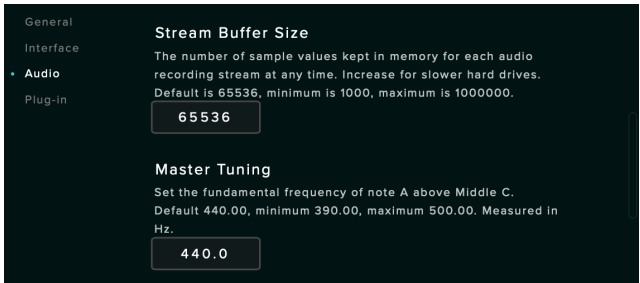 General
Interface
Audio
Plug-in
Stream Buffer Size
The number of sample values kept in memory for each audio
recording stream at any time. Increase for slower hard drives.
Default is 65536, minimum is 1000, maximum is 1000000.
65536
Master Tuning
Set the fundamental frequency of note A above Middle C.
Default 440.00, minimum 390.00, maximum 500.00. Measured in
Hz.
440.0